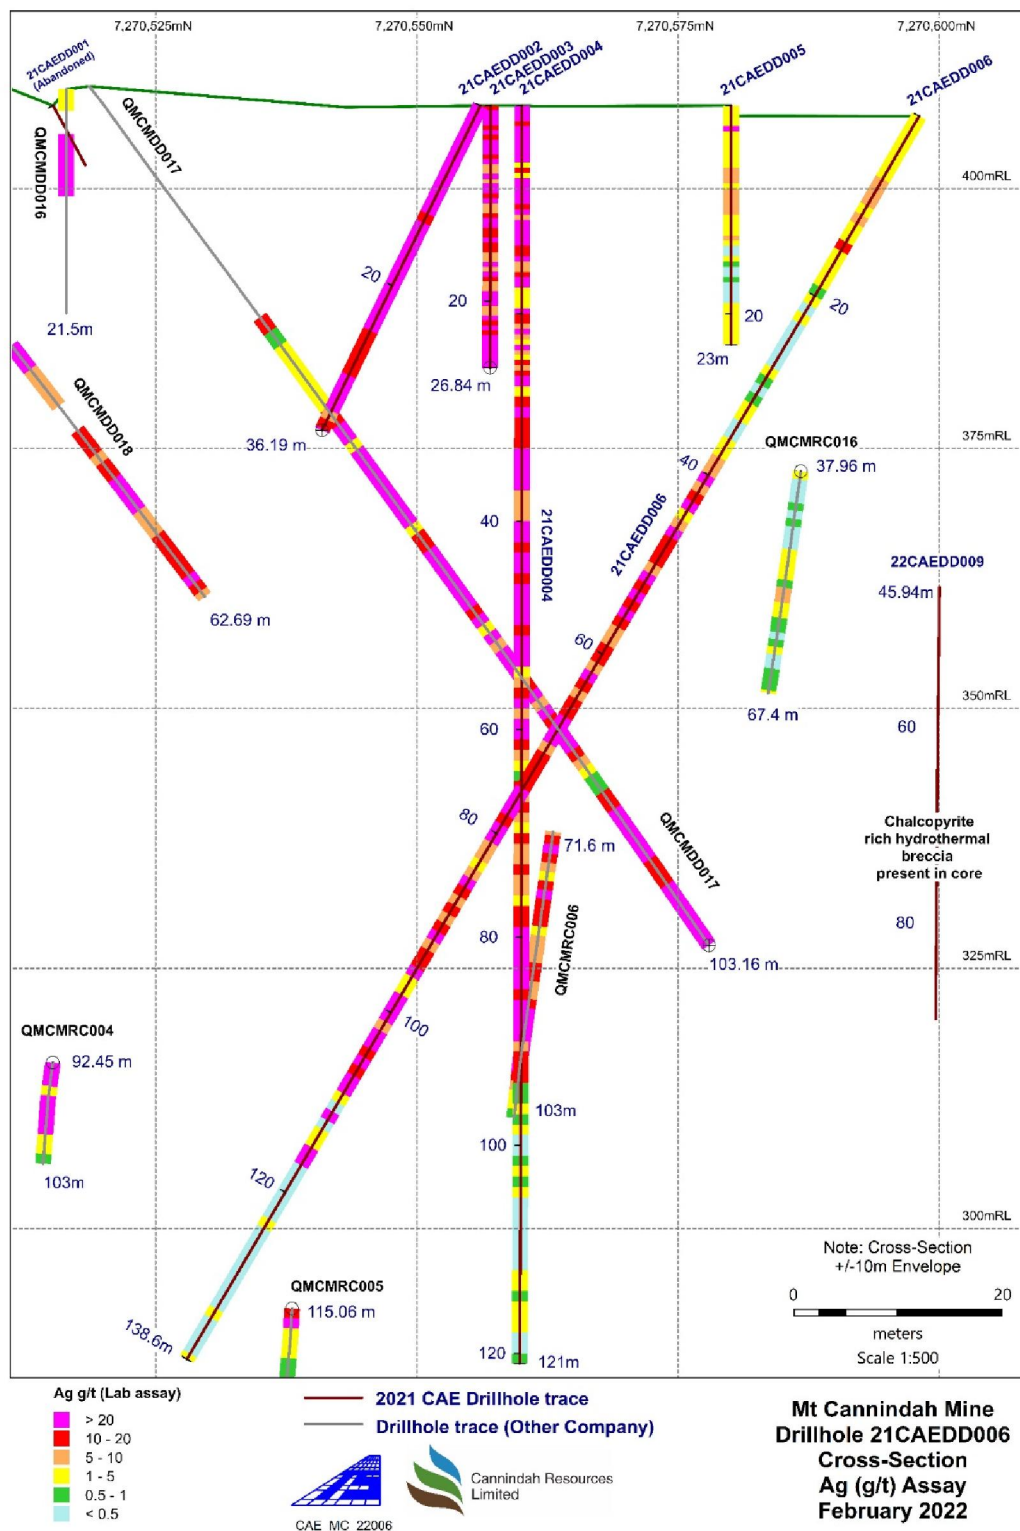 7,270,525mN
7,270,550mN
7,270,575mN
7,270,600mN
21CAEDD001
(Abandoned)
21CAEDD002
21CAEDD003
21CAEDD004
21CAEDD005
21CAEDD006
QMCMDD016
QMCMDD017
400mRL
20
20
20
20
21.5m
26.84 m
23m
QMCMDD018
36.19 m
375mRL
QMCMRC016
37.96 m
40
40
21CAEDD004
21CAEDD006
22CAEDD009
45.94m
62.69 m
60
350mRL
67.4 m
60
60
80
71.6 m
QMCMDD017
Chalcopyrite
rich hydrothermal
breccia
present in core
80
80
QMCMRC006
103.16 m
325mRL
100
QMCMRC004
92.45 m
103m
103m
100
120
300mRL
Note: Cross-Section
+/-10m Envelope
0
20
meters
Scale 1:500
QMCMRC005
115.06 m
138.6m
120
121m
Ag g/t (Lab assay)
> 20
10 - 20
5 - 10
1 - 5
0.5 - 1
< 0.5
2021 CAE Drillhole trace
Drillhole trace (Other Company)
CAE MC 22006
Cannindah Resources
Limited
Mt Cannindah Mine
Drillhole 21CAEDD006
Cross-Section
Ag (g/t) Assay
February 2022